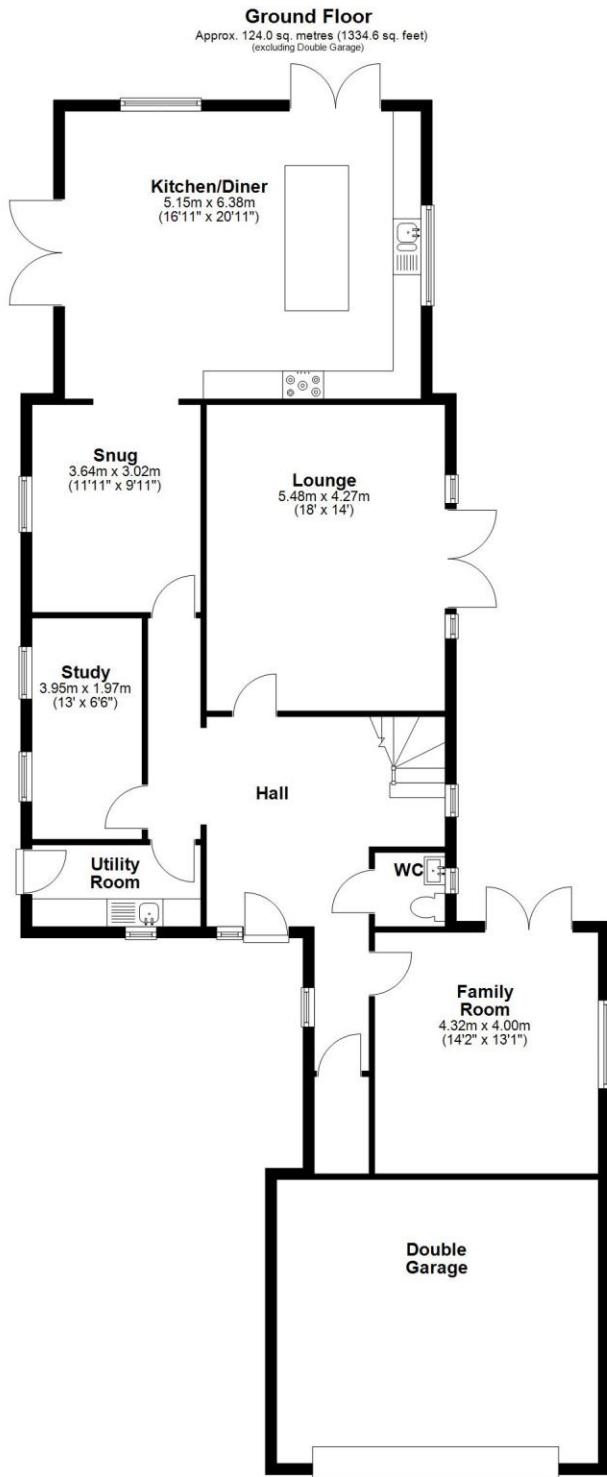 Ground Floor
Approx. 124.0 sq. metres (1334.6 sq. feet)
(excluding Double Garage)
Kitchen/Diner
5.15m x 6.38m
(16'11" x 20'11")
Snug
3.64m x 3.02m
(11'11" x 9'11")
Lounge
5.48m x 4.27m
(18' x 14')
Study
3.95m x 1.97m
(13' x 6'6")
Hall
Utility
Room
WC
Family
Room
4.32m x 4.00m
(14'2" x 13'1")
Double
Garage